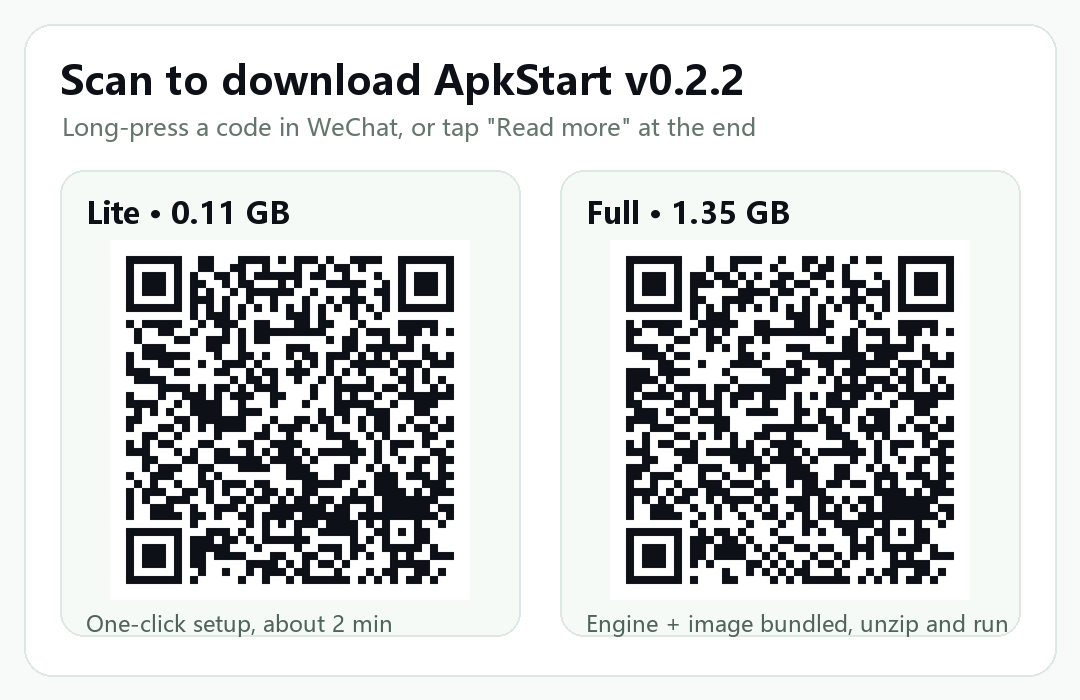 Scan to download ApkStart v0.2.2
Long-press a code in WeChat, or tap "Read more" at the end
Lite • 0.11 GB
Full • 1.35 GB
One-click setup, about 2 min
Engine + image bundled, unzip and run